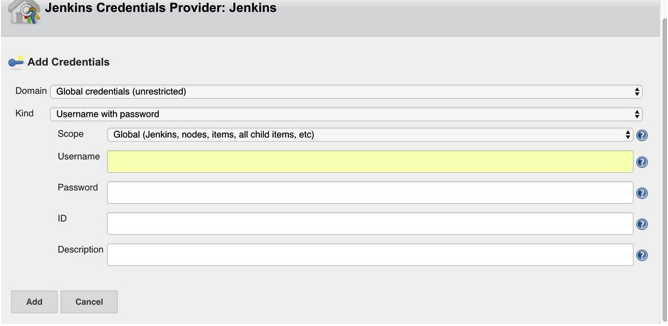 Jenkins Credentials Provider: Jenkins
Add Credentials
Domain Global credentials (unrestricted)
Kind Username with password
Scope Global (Jenkins, nodes, items, all child items, etc)
Username
Password
ID
Description
Add Cancel